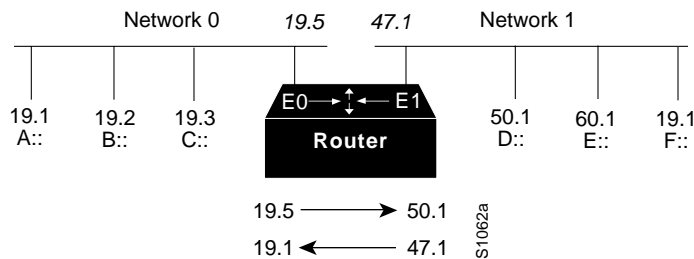 Network 0 19.5 47.1 Network 1
E0 E1
19.1 19.2 19.3 50.1 60.1 19.1
A:: B:: C:: Router D:: E:: F::
19.5 50.1
19.1 47.1
S1062a